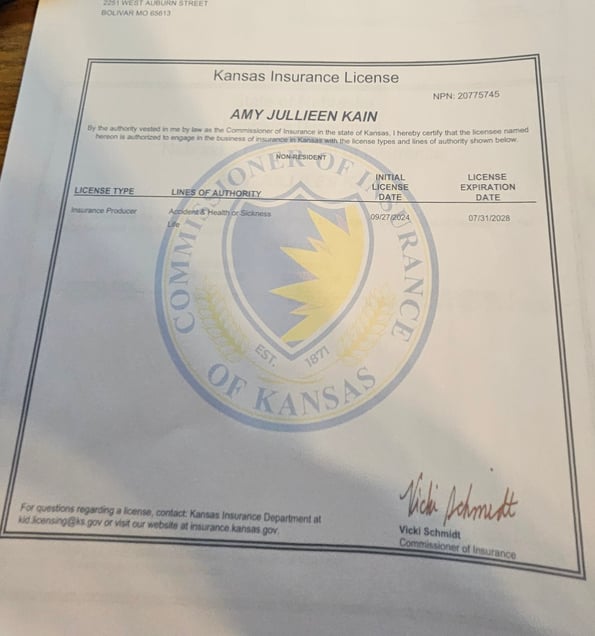 2251 WEST AUBURN STREET
BOLIVAR MO 65613
Kansas Insurance License
NPN: 20775745
AMY JULLIEEN KAIN
By the authority vested in me by law as the Commissioner of Insurance in the state of Kansas, I hereby certify that the licensee named
hereon is authorized to engage in the business of insurance in Kansas with the license types and lines of authority shown below.
NON-RESIDENT
LICENSE TYPE LINES OF AUTHORITY INITIAL LICENSE DATE LICENSE EXPIRATION DATE
Insurance Producer Accident & Health or Sickness 09/27/2024 07/31/2028
Life
COMMISSIONER OF INSURANCE
EST. 1871
OF KANSAS
Vicki Schmidt
For questions regarding a license, contact: Kansas Insurance Department at
kid.licensing@ks.gov or visit our website at insurance.kansas.gov.
Vicki Schmidt
Commissioner of Insurance